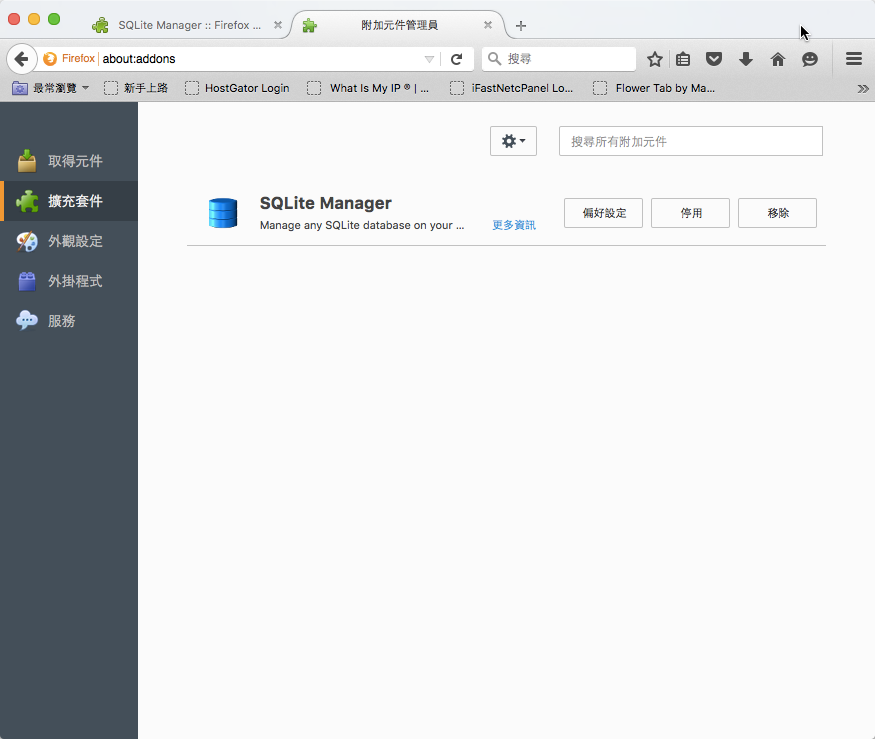 SQLite Manager :: Firefox ...
附加元件管理員
Firefox
about:addons
搜尋
最常瀏覽
新手上路
HostGator Login
What Is My IP ® | ...
iFastNetcPanel Lo...
Flower Tab by Ma...
取得元件
擴充套件
外觀設定
外掛程式
服務
搜尋所有附加元件
SQLite Manager
Manage any SQLite database on your ...
更多資訊
偏好設定
停用
移除